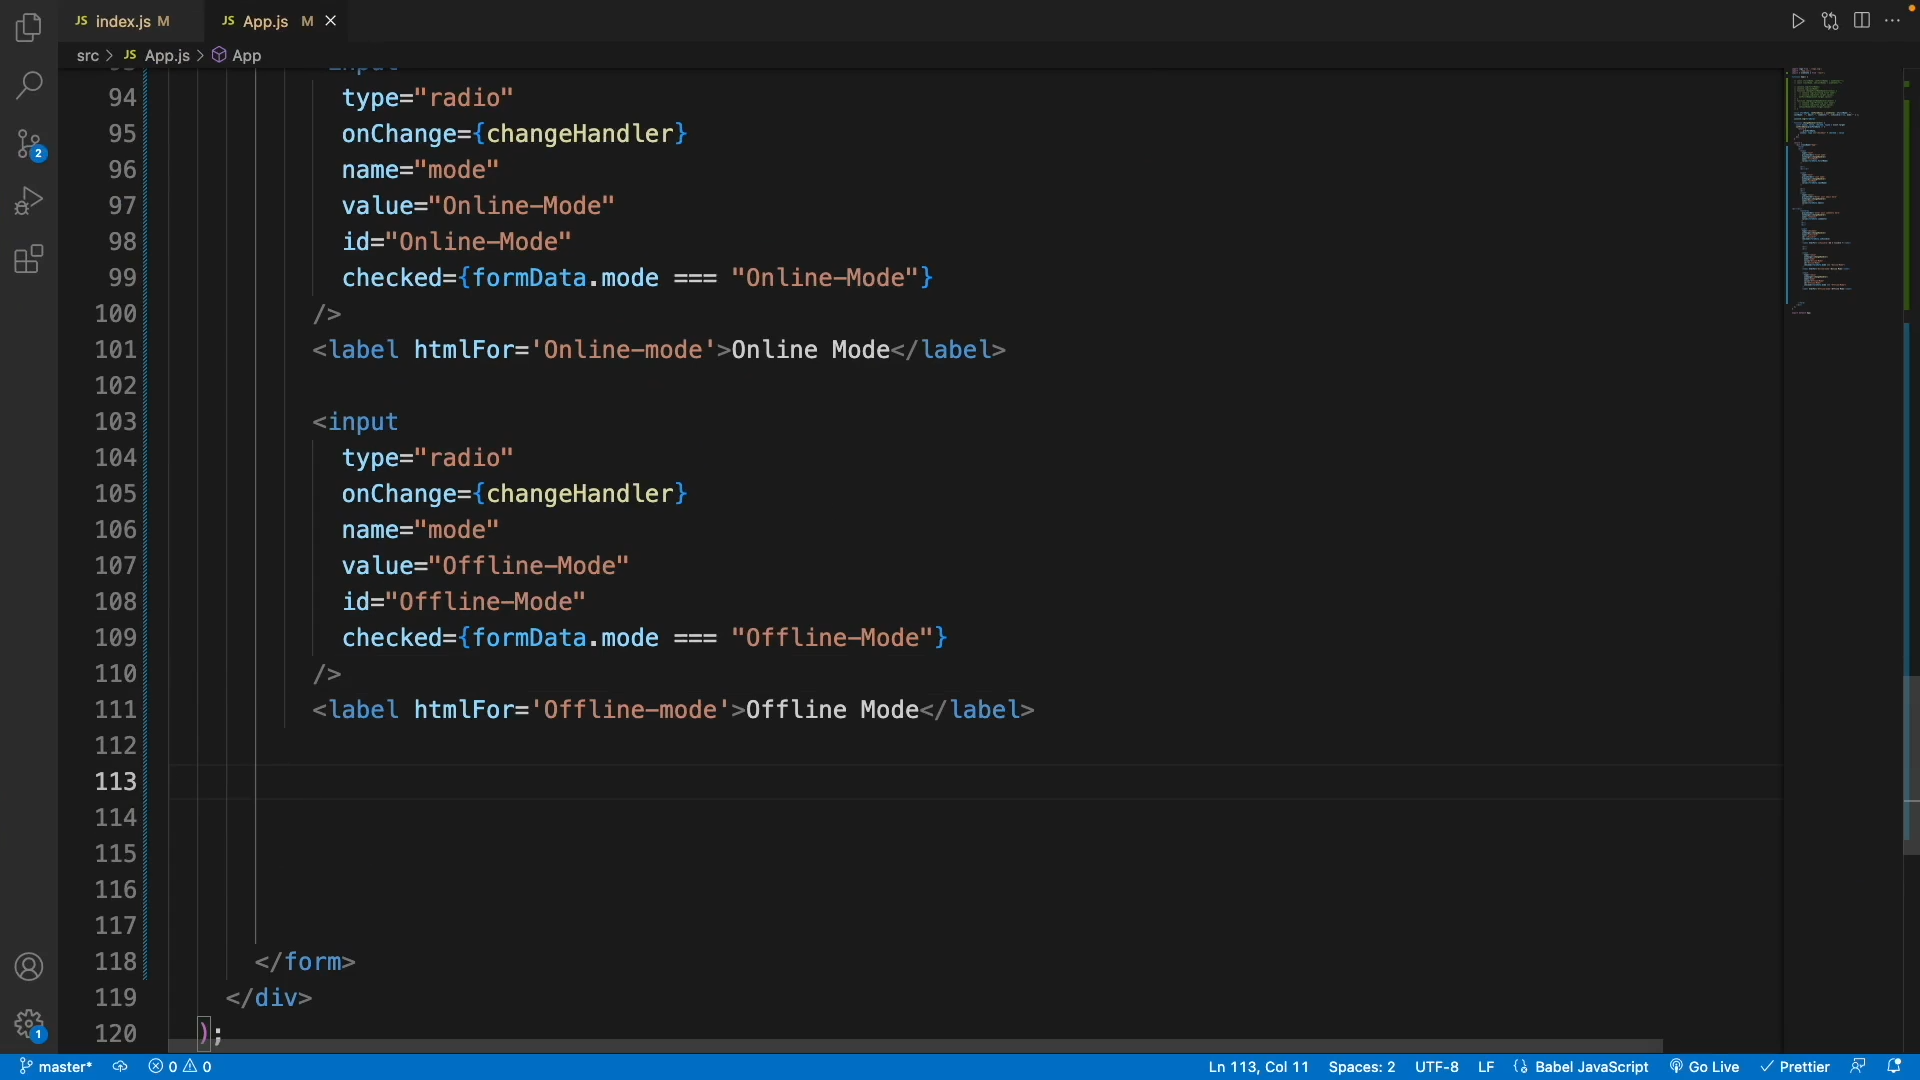 JS index.js M
JS App.js M
src > JS App.js > App
94 type="radio"
95 onChange={changeHandler}
96 name="mode"
97 value="Online-Mode"
98 id="Online-Mode"
99 checked={formData.mode === "Online-Mode"}
100 />
101 <label htmlFor='Online-mode'>Online Mode</label>
102
103 <input
104 type="radio"
105 onChange={changeHandler}
106 name="mode"
107 value="Offline-Mode"
108 id="Offline-Mode"
109 checked={formData.mode === "Offline-Mode"}
110 />
111 <label htmlFor='Offline-mode'>Offline Mode</label>
112
113
114
115
116
117
118 </form>
119 </div>
120 );
2
1
master* 0 0 Ln 113, Col 11 Spaces: 2 UTF-8 LF Babel JavaScript Go Live Prettier